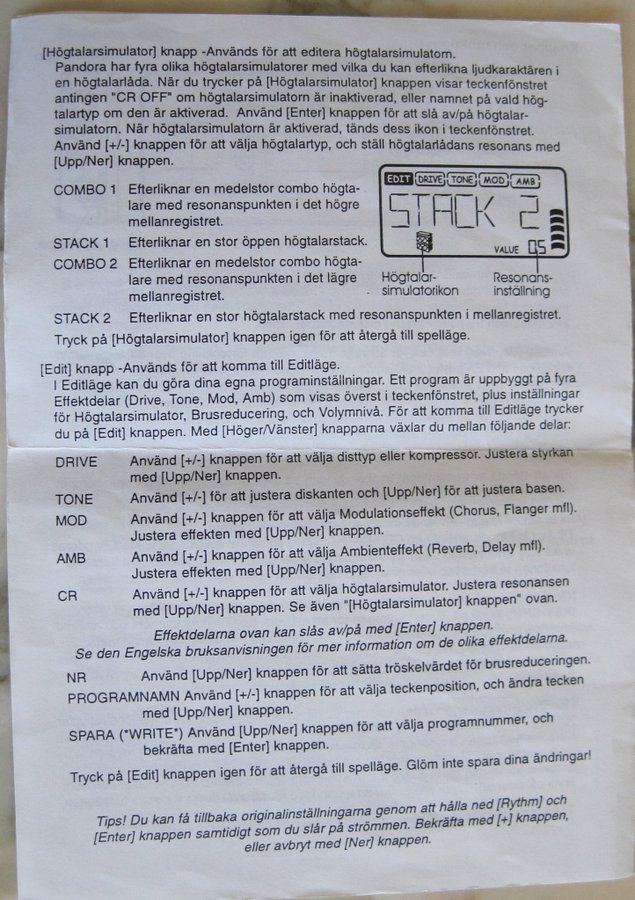 [Högtalarsimulator] knapp -Används för att editera högtalarsimulatorn.
Pandora har fyra olika högtalarsimulatorer med vilka du kan efterlikna ljudkaraktären i
en högtalarlåda. När du trycker på [Högtalarsimulator] knappen visar teckenfönstret
antingen "CR OFF" om högtalarsimulatorn är inaktiverad, eller namnet på vald hög-
talartyp om den är aktiverad. Använd [Enter] knappen för att slå av/på högtalar-
simulatorn. När högtalarsimulatorn är aktiverad, tänds dess ikon i teckenfönstret.
Använd [+/-] knappen för att välja högtalartyp, och ställ högtalarlådans resonans med
[Upp/Ner] knappen.
COMBO 1 Efterliknar en medelstor combo högta-
lare med resonanspunkten i det högre
mellanregistret.
STACK 1 Efterliknar en stor öppen högtalarstack.
COMBO 2 Efterliknar en medelstor combo högta-
lare med resonanspunkten i det lägre
mellanregistret.
EDIT DRIVE TONE MOD AMB
STACK 2
VALUE 0.5
Högtalar-
simulatorikon
Resonans-
inställning
STACK 2 Efterliknar en stor högtalarstack med resonanspunkten i mellanregistret.
Tryck på [Högtalarsimulator] knappen igen för att återgå till spelläge.
[Edit] knapp -Används för att komma till Editläge.
I Editläge kan du göra dina egna programinställningar. Ett program är uppbyggt på fyra
Effektdelar (Drive, Tone, Mod, Amb) som visas överst i teckenfönstret, plus inställningar
för Högtalarsimulator, Brusreducering, och Volymnivå. För att komma till Editläge trycker
du på [Edit] knappen. Med [Höger/Vänster] knapparna växlar du mellan följande delar:
DRIVE Använd [+/-] knappen för att välja disttyp eller kompressor. Justera styrkan
med [Upp/Ner] knappen.
TONE Använd [+/-] för att justera diskanten och [Upp/Ner] för att justera basen.
MOD Använd [+/-] knappen för att välja Modulationseffekt (Chorus, Flanger mfl).
Justera effekten med [Upp/Ner] knappen.
AMB Använd [+/-] knappen för att välja Ambienteffekt (Reverb, Delay mfl).
Justera effekten med [Upp/Ner] knappen.
CR Använd [+/-] knappen för att välja högtalarsimulator. Justera resonansen
med [Upp/Ner] knappen. Se även "[Högtalarsimulator] knappen" ovan.
Effektdelarna ovan kan slås av/på med [Enter] knappen.
Se den Engelska bruksanvisningen för mer information om de olika effektdelarna.
NR Använd [Upp/Ner] knappen för att sätta tröskelvärdet för brusreduceringen.
PROGRAMNAMN Använd [+/-] knappen för att välja teckenposition, och ändra tecken
med [Upp/Ner] knappen.
SPARA ("WRITE") Använd [Upp/Ner] knappen för att välja programnummer, och
bekräfta med [Enter] knappen.
Tryck på [Edit] knappen igen för att återgå till spelläge. Glöm inte spara dina ändringar!
Tips! Du kan få tillbaka originalinställningarna genom att hålla ned [Rythm] och
[Enter] knappen samtidigt som du slår på strömmen. Bekräfta med [+] knappen,
eller avbryt med [Ner] knappen.